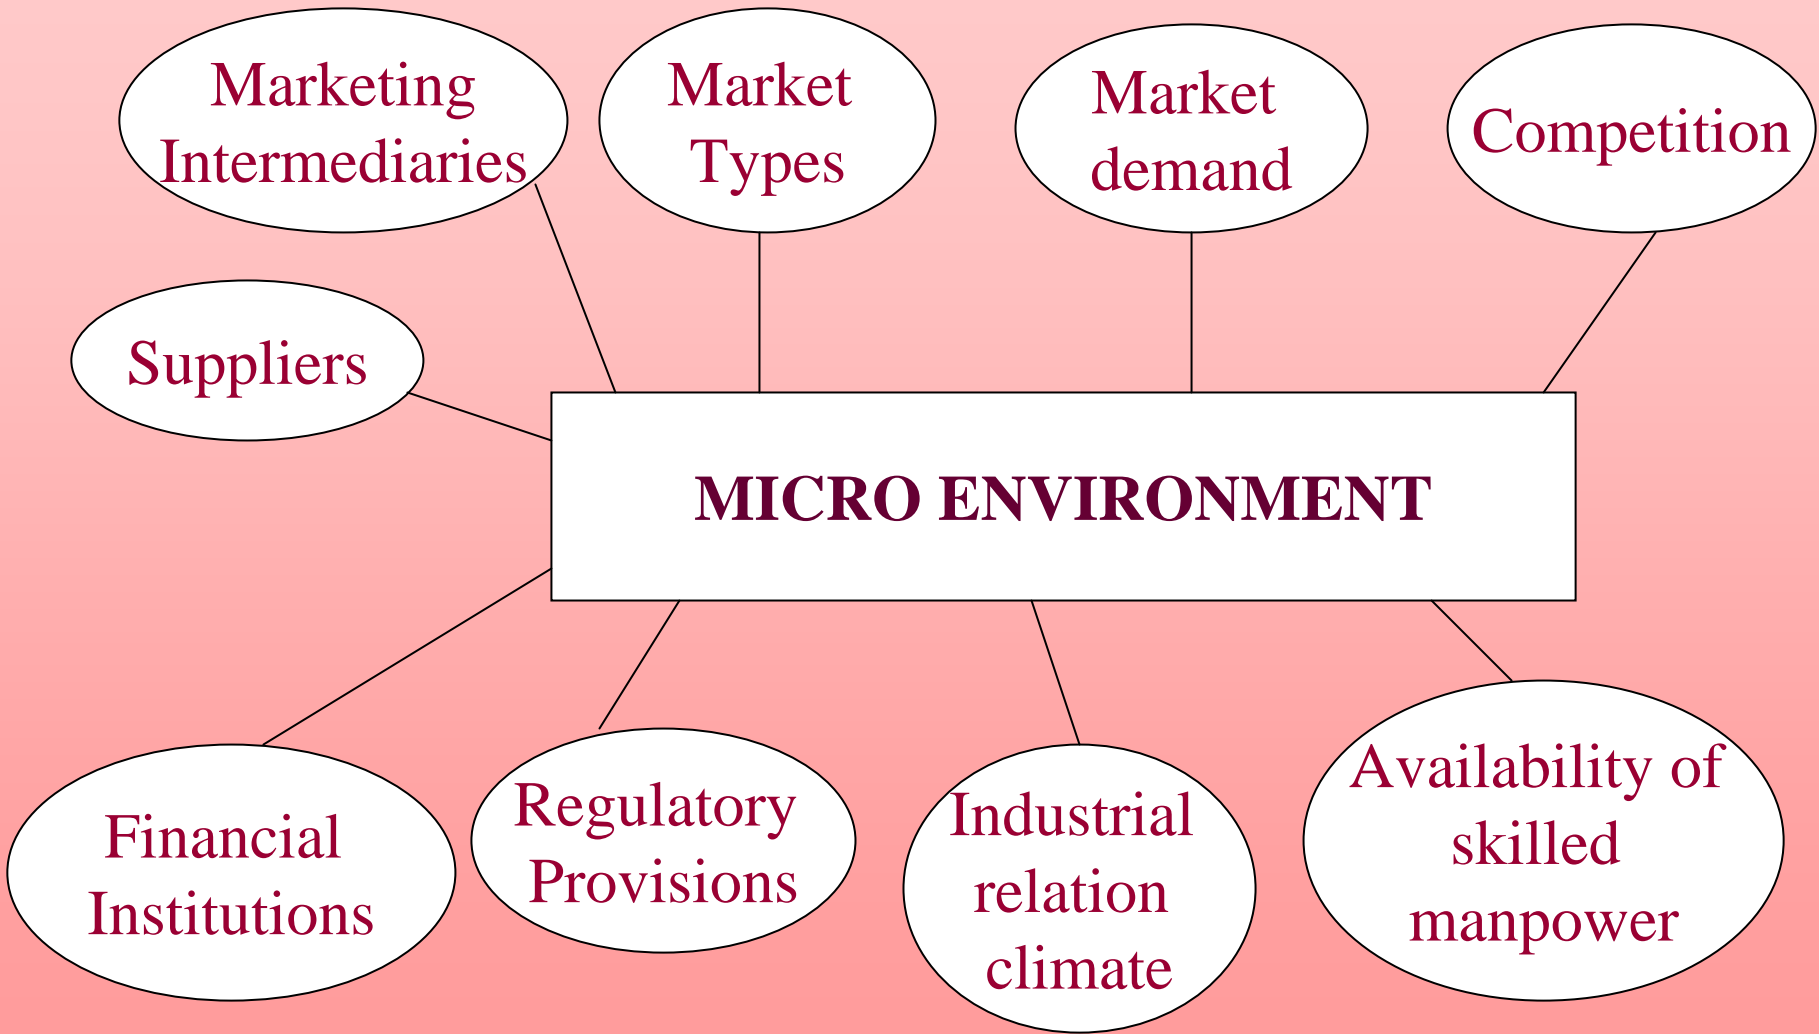 Marketing
Intermediaries
Market
Types
Market
demand
Competition
Suppliers
MICRO ENVIRONMENT
Financial
Institutions
Regulatory
Provisions
Industrial
relation
climate
Availability of
skilled
manpower